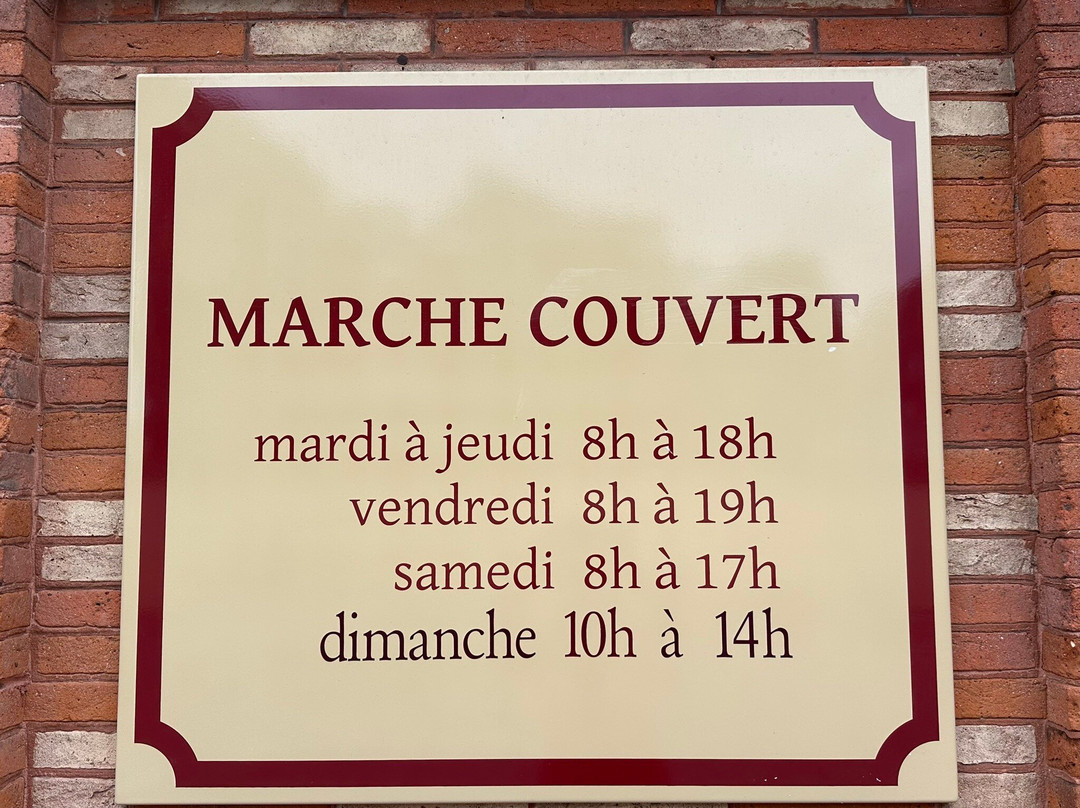 MARCHE COUVERT
mardi à jeudi 8h à 18h
vendredi 8h à 19h
samedi 8h à 17h
dimanche 10h à 14h